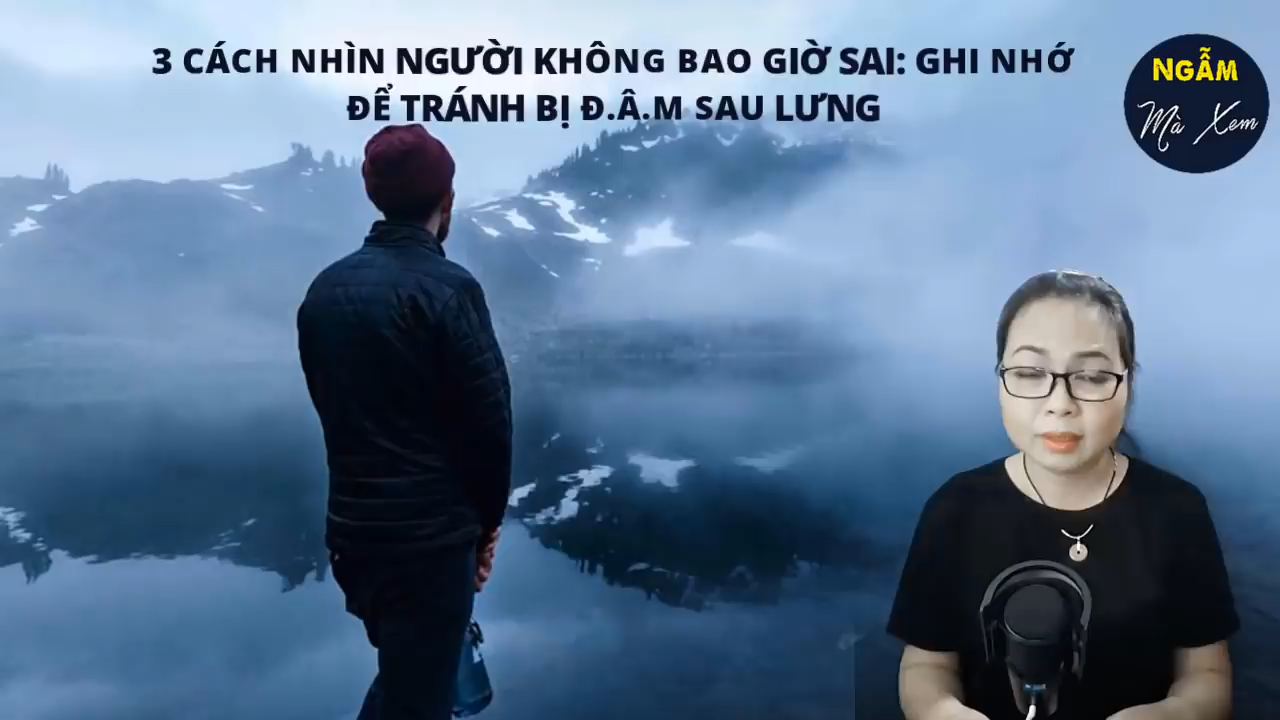 3 CÁCH NHÌN NGƯỜI KHÔNG BAO GIỜ SAI: GHI NHỚ
ĐỂ TRÁNH BỊ Đ.Â.M SAU LƯNG
NGẪM
Mà Xem